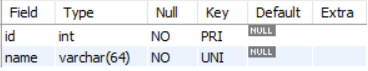 Field Type Null Key Default Extra
id int NO PRI NULL
name varchar(64) NO UNI NULL